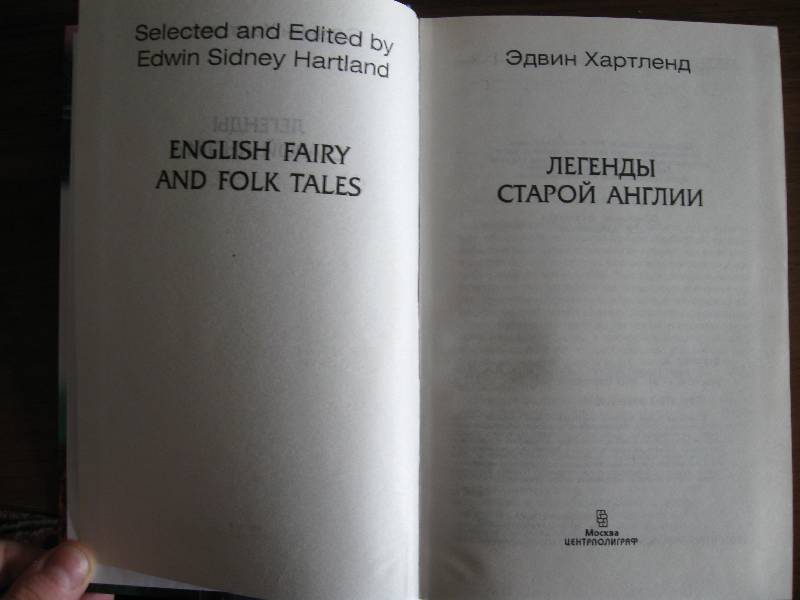 Selected and Edited by
Edwin Sidney Hartland
ENGLISH FAIRY
AND FOLK TALES
Эдвин Хартленд
ЛЕГЕНДЫ
СТАРОЙ АНГЛИИ
Москва
ЦЕНТРПОЛИГРАФ